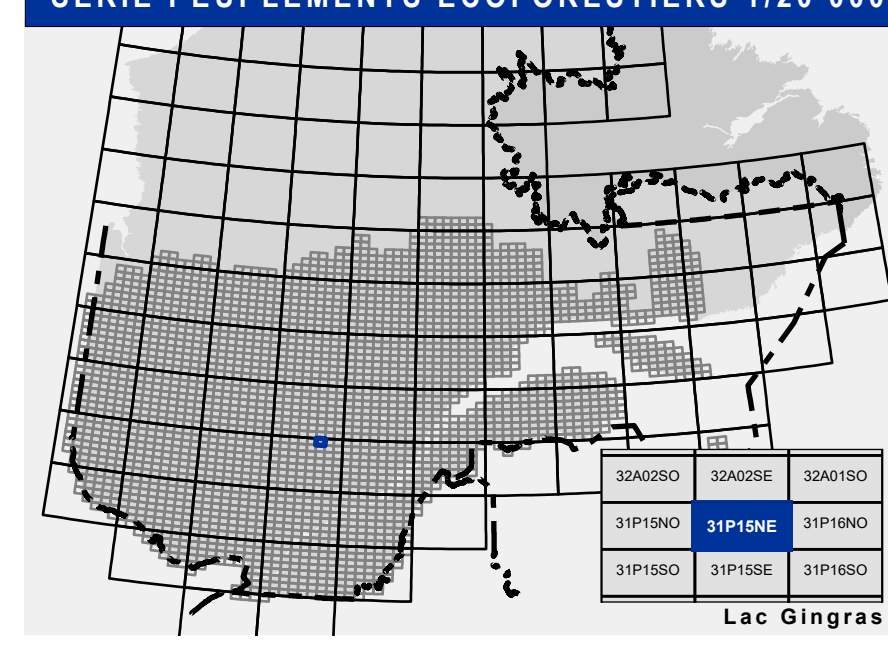 SÉRIE PEUPLEMENTS ÉCOFORESTIERS 1/20 000
32A02SO 32A02SE 32A01SO
31P15NO 31P15NE 31P16NO
31P15SO 31P15SE 31P16SO
Lac Gingras